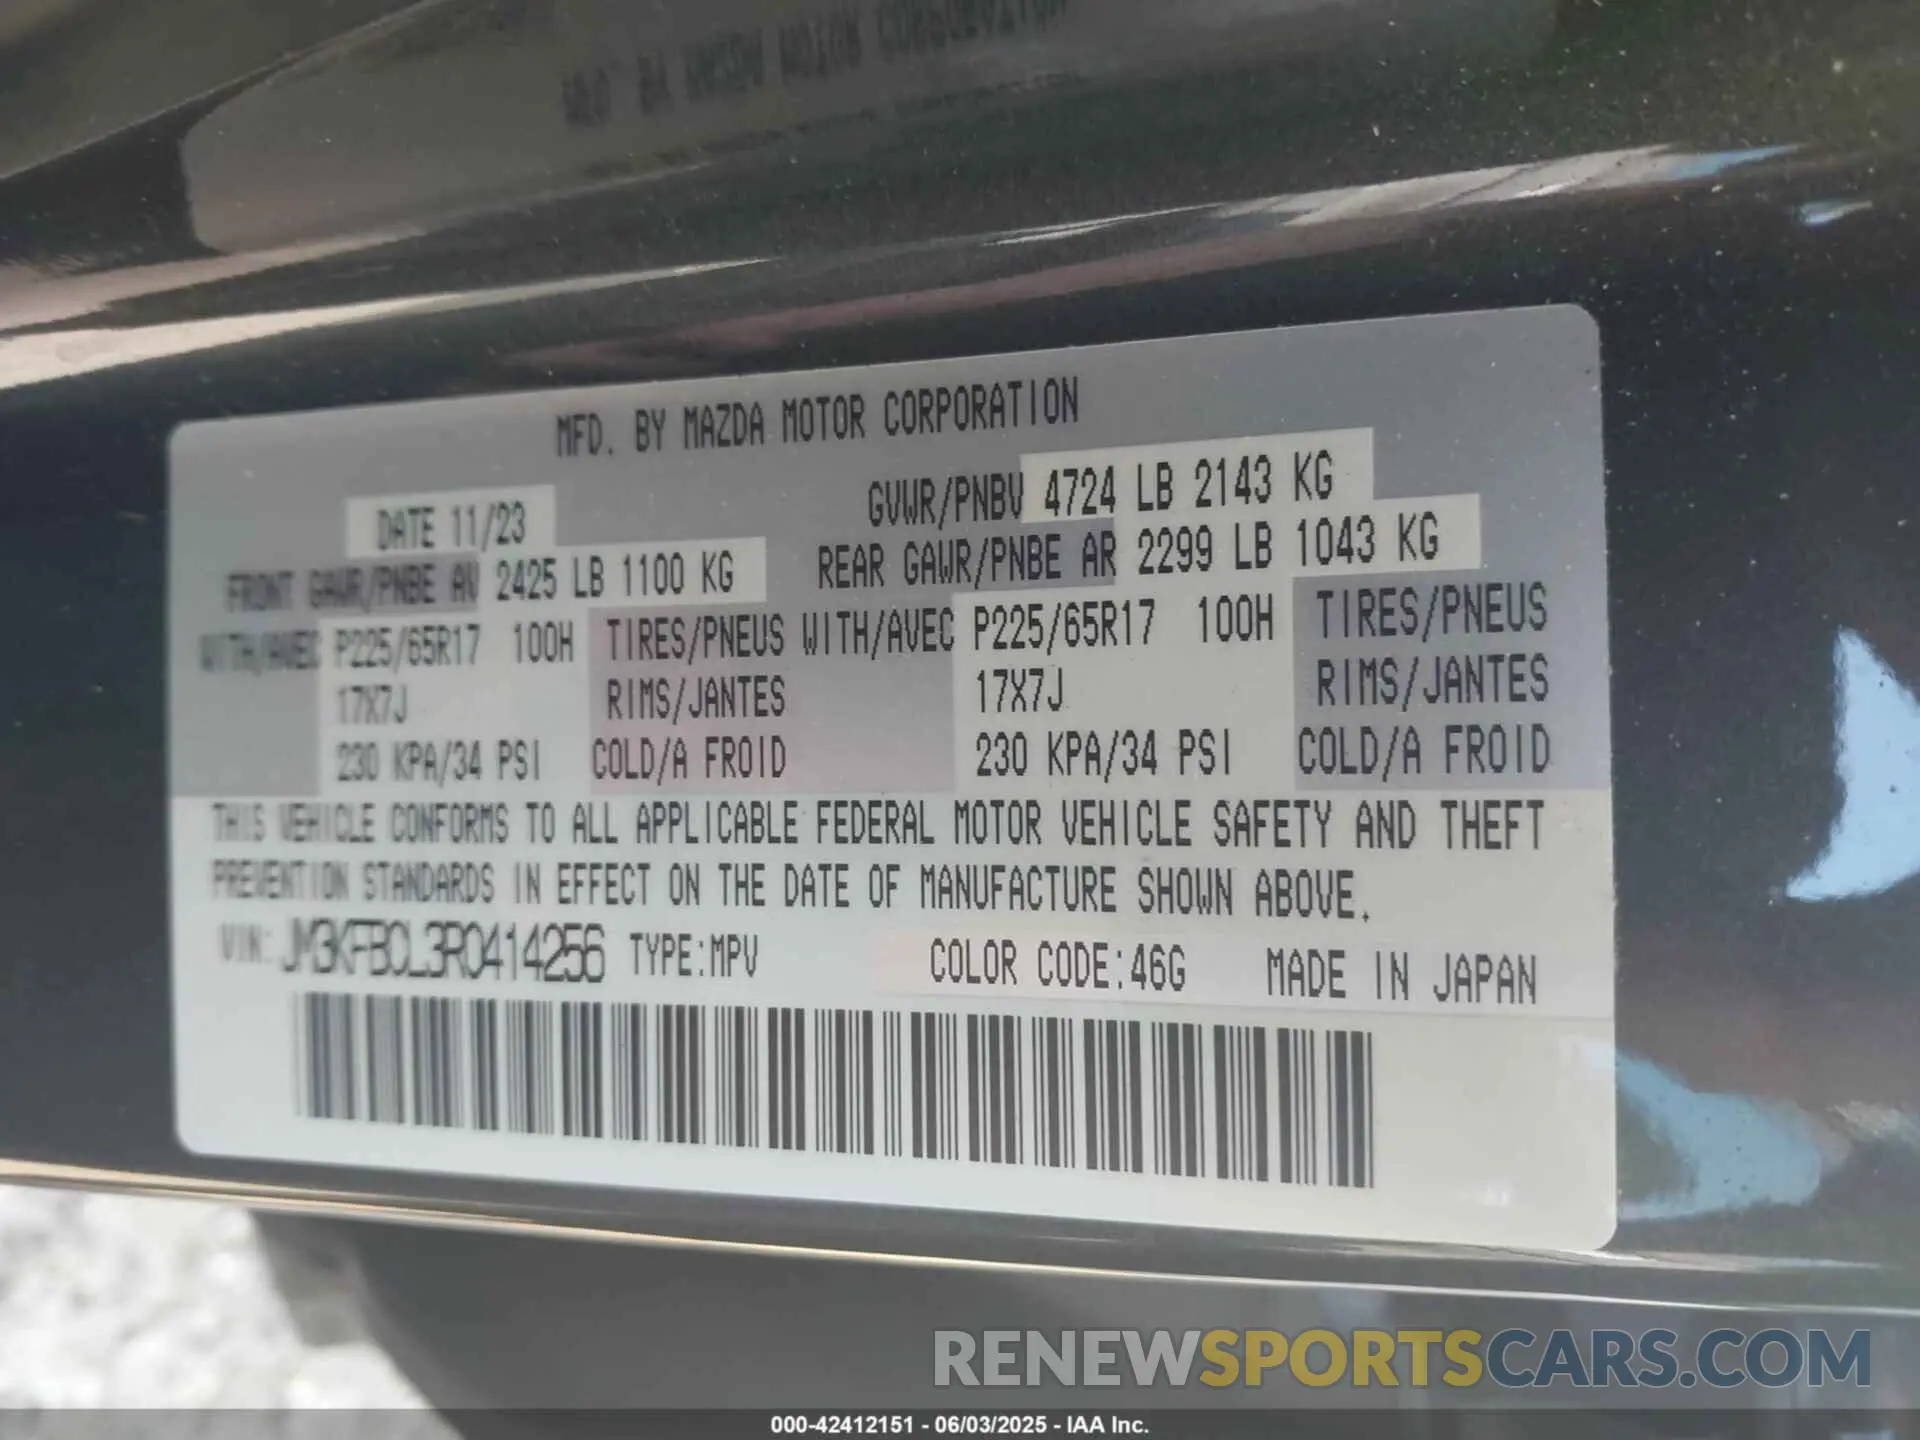 MFD. BY MAZDA MOTOR CORPORATION
DATE 11/23 GVWR/PNBV 4724 LB 2143 KG
FRONT GAWR/PNBE AV 2425 LB 1100 KG REAR GAWR/PNBE AR 2299 LB 1043 KG
WITH/AVEC P225/65R17 100H TIRES/PNEUS WITH/AVEC P225/65R17 100H TIRES/PNEUS
17X7J RIMS/JANTES 17X7J RIMS/JANTES
230 KPA/34 PSI COLD/A FROID 230 KPA/34 PSI COLD/A FROID
THIS VEHICLE CONFORMS TO ALL APPLICABLE FEDERAL MOTOR VEHICLE SAFETY AND THEFT
PREVENTION STANDARDS IN EFFECT ON THE DATE OF MANUFACTURE SHOWN ABOVE.
VIN: JM3KFBCL3R0414256 TYPE:MPV COLOR CODE:46G MADE IN JAPAN
RENEWSPORTSCARS.COM
000-42412151 - 06/03/2025 - IAA Inc.